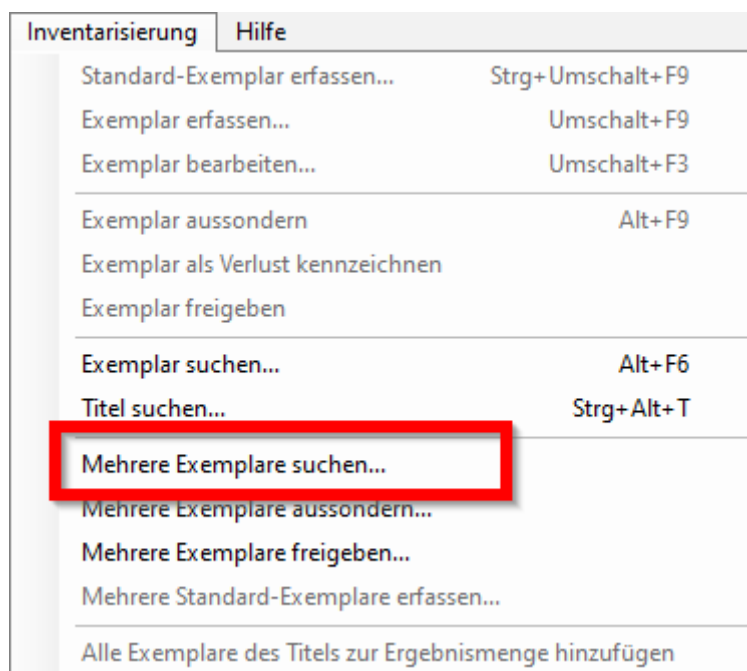 Inventarisierung Hilfe
Standard-Exemplar erfassen... Strg+Umschalt+F9
Exemplar erfassen... Umschalt+F9
Exemplar bearbeiten... Umschalt+F3
Exemplar aussondern Alt+F9
Exemplar als Verlust kennzeichnen
Exemplar freigeben
Exemplar suchen... Alt+F6
Titel suchen... Strg+Alt+T
Mehrere Exemplare suchen...
Mehrere Exemplare aussondern...
Mehrere Exemplare freigeben...
Mehrere Standard-Exemplare erfassen...
Alle Exemplare des Titels zur Ergebnismenge hinzufügen